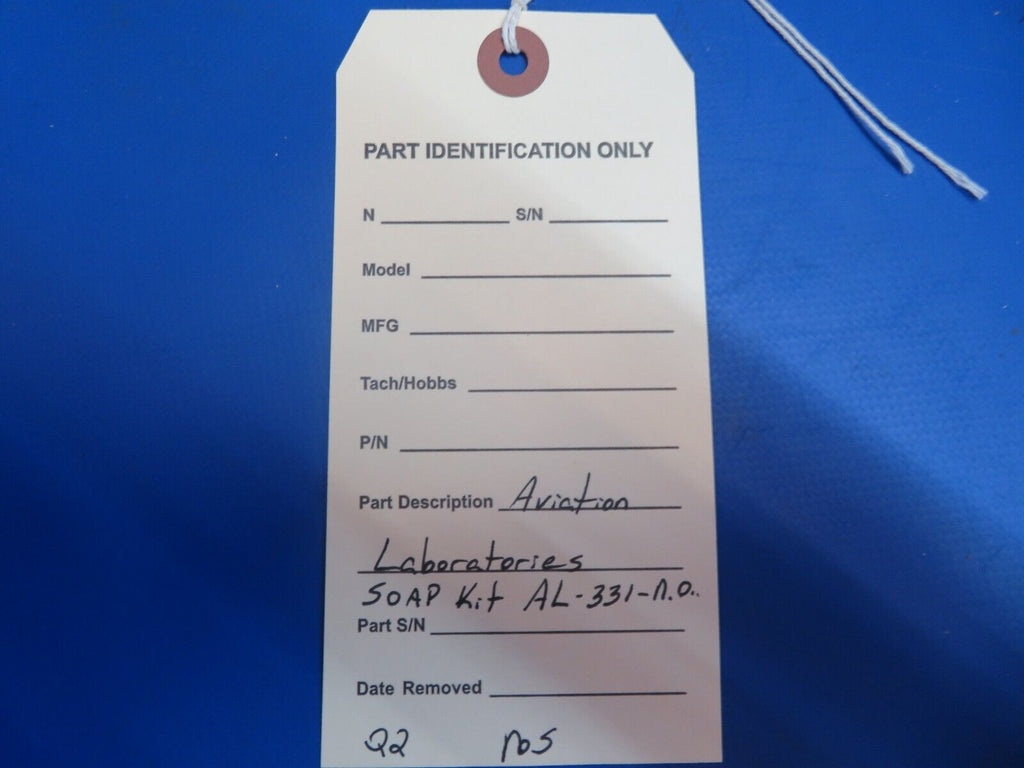 PART IDENTIFICATION ONLY
N S/N
Model
MFG
Tach/Hobbs
P/N
Part Description Aviation
Laboratories
SOAP Kit AL-331-N.O..
Part S/N
Date Removed
Q2 NOS